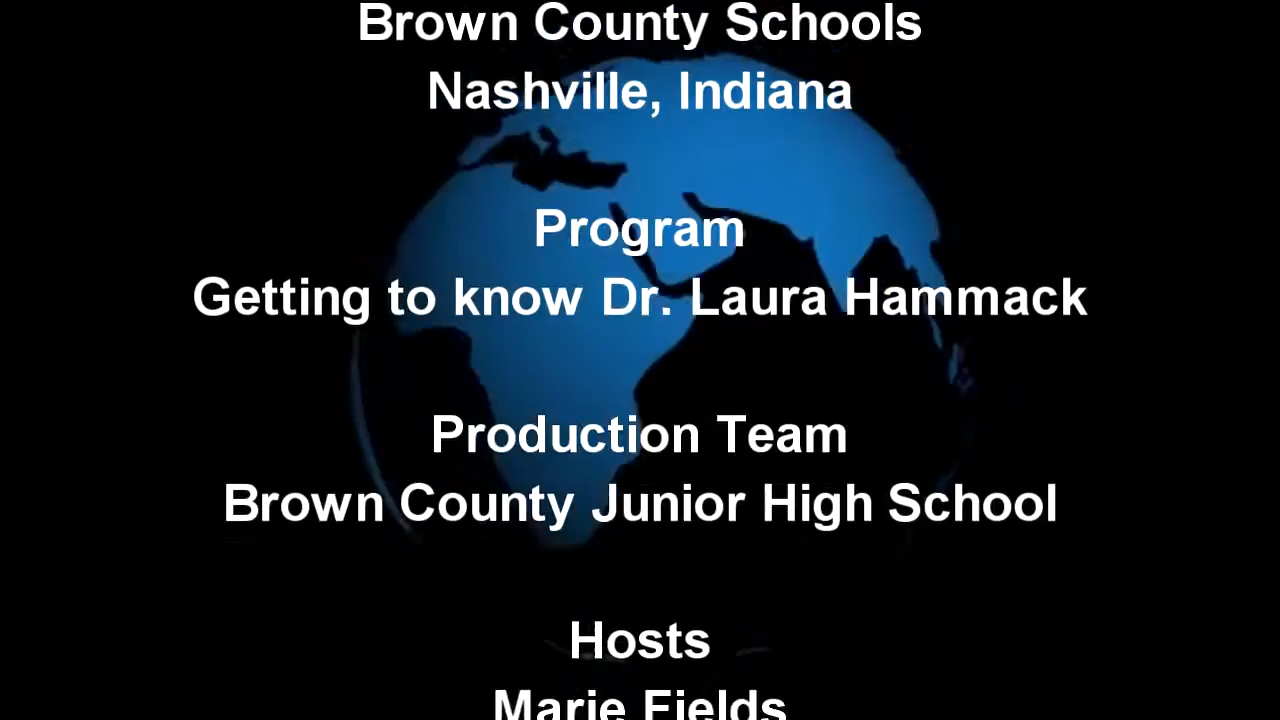 Brown County Schools
Nashville, Indiana
Program
Getting to know Dr. Laura Hammack
Production Team
Brown County Junior High School
Hosts
Marie Fields